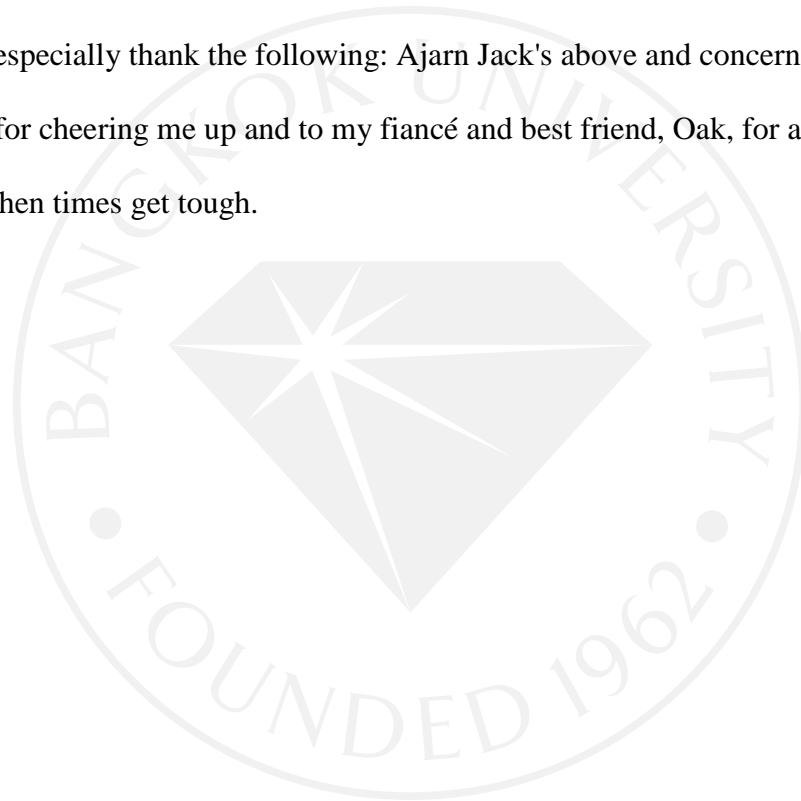 especially thank the following: Ajarn Jack's above and concern
for cheering me up and to my fiancé and best friend, Oak, for a
hen times get tough.
BANGKOK UNIVERSITY
• FOUNDED 1962 •